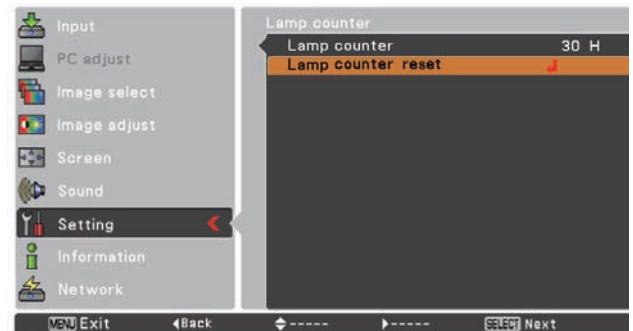 Input
PC adjust
Image select
Image adjust
Screen
Sound
Setting
Information
Network
Lamp counter
Lamp counter 30 H
Lamp counter reset
MENU Exit ◀Back ----- ▶----- SELECT Next